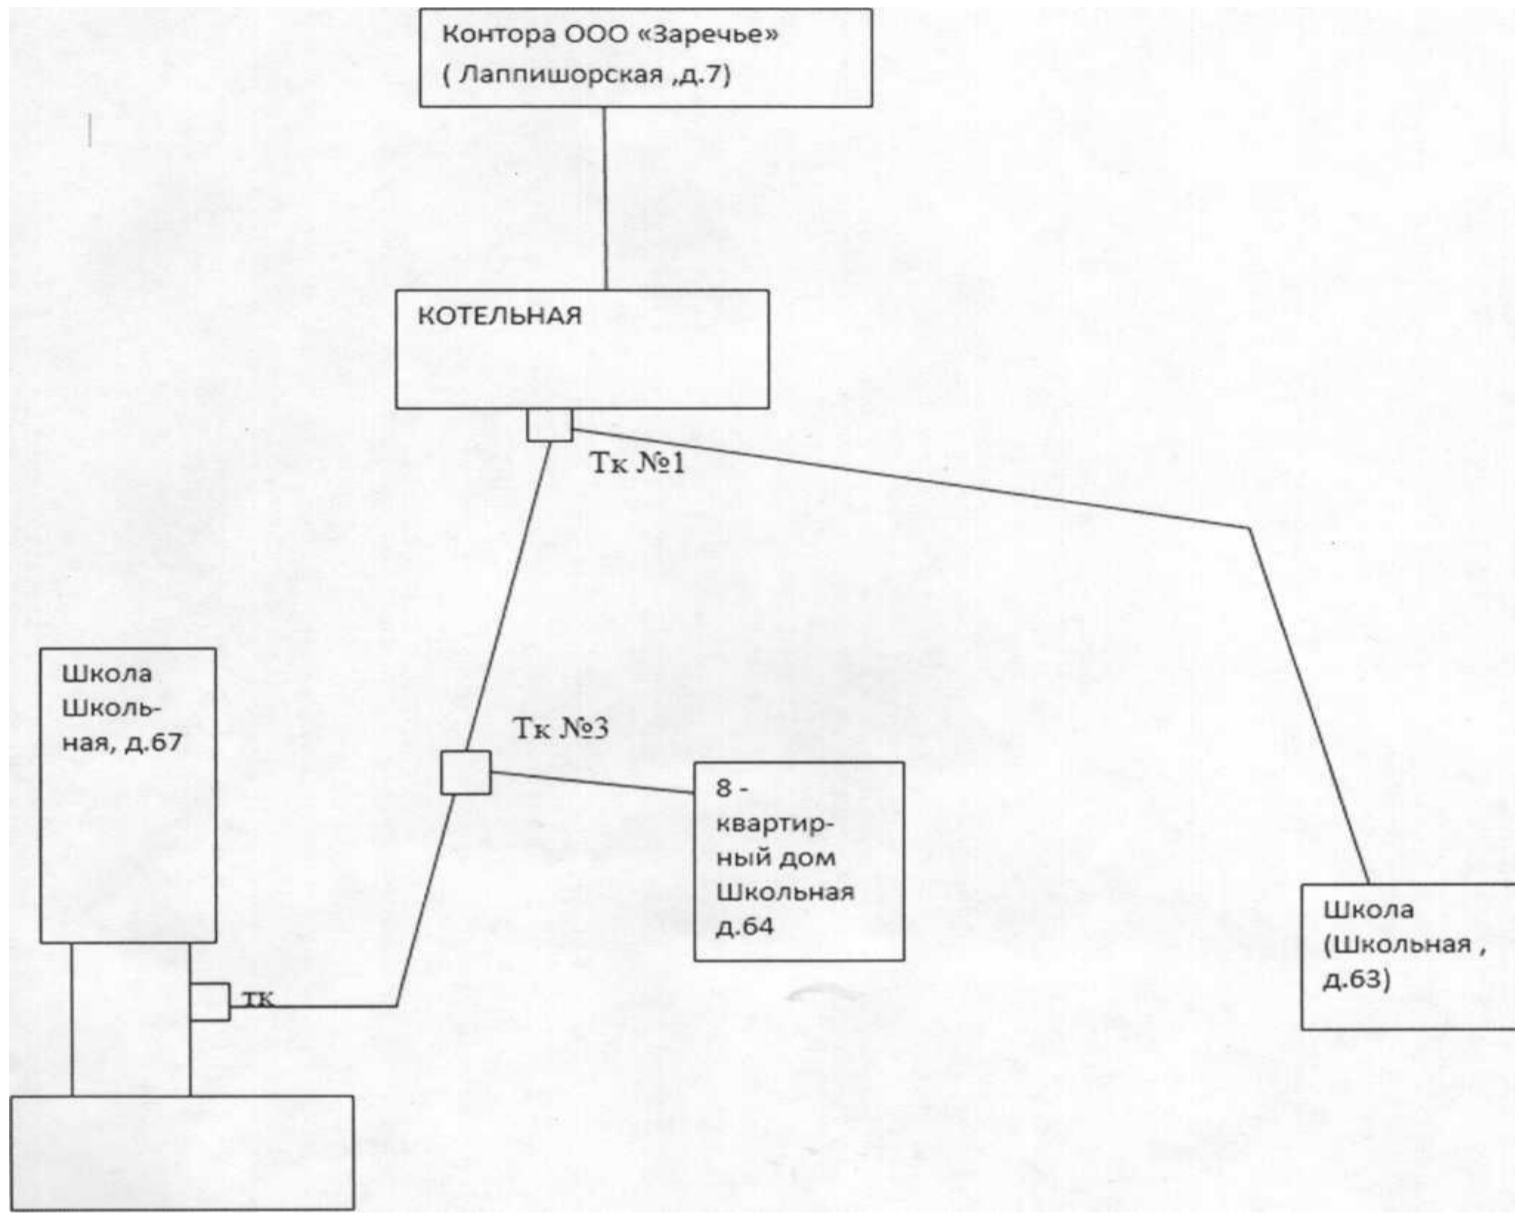 Контора ООО «Заречье»
( Лаппишорская ,д.7)
КОТЕЛЬНАЯ
Тк №1
Школа
Школь-
ная, д.67
Тк №3
8 -
квартир-
ный дом
Школьная
д.64
Школа
(Школьная ,
д.63)
тк